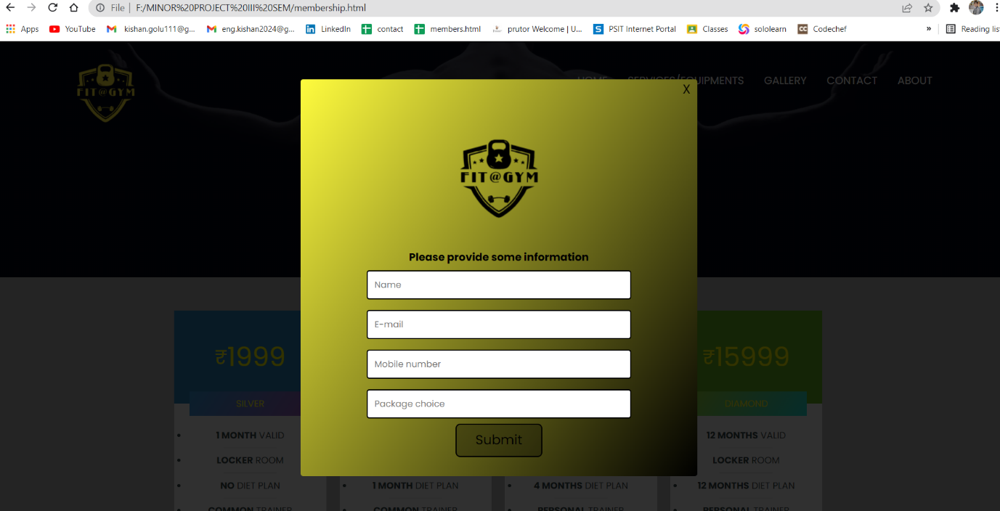 File | F:/MINOR%20PROJECT%20III%20SEM/membership.html
Apps YouTube kishan.golu111@g... eng.kishan2024@g... LinkedIn contact members.html prutor Welcome | U... PSIT Internet Portal Classes sololearn Codechef » Reading list
FIT@GYM
HOME SERVICES/EQUIPMENTS GALLERY CONTACT ABOUT
X
FIT@GYM
Please provide some information
Name
E-mail
Mobile number
Package choice
Submit
₹1999 ₹15999
SILVER DIAMOND
• 1 MONTH VALID 12 MONTHS VALID
• LOCKER ROOM LOCKER ROOM
• NO DIET PLAN • 1 MONTH DIET PLAN • 4 MONTHS DIET PLAN • 12 MONTHS DIET PLAN
• COMMON TRAINER • COMMON TRAINER • PERSONAL TRAINER • PERSONAL TRAINER